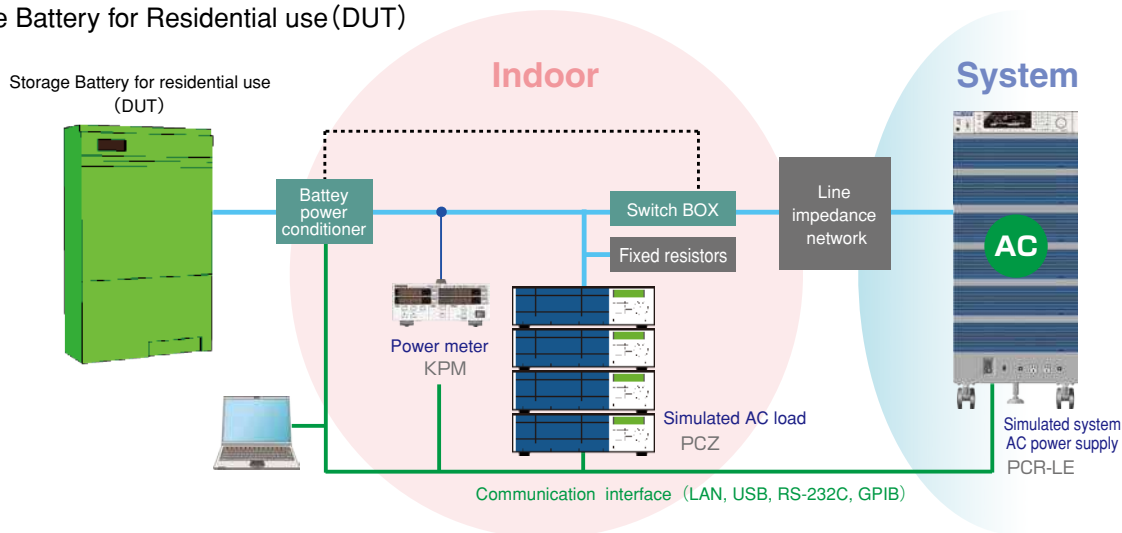 Battery for Residential use（DUT）
Indoor
System
Storage Battery for residential use
（DUT）
Battey
power
conditioner
Switch BOX
Line
impedance
network
Fixed resistors
AC
Power meter
KPM
Simulated AC load
PCZ
Simulated system
AC power supply
PCR-LE
Communication interface（LAN, USB, RS-232C, GPIB）